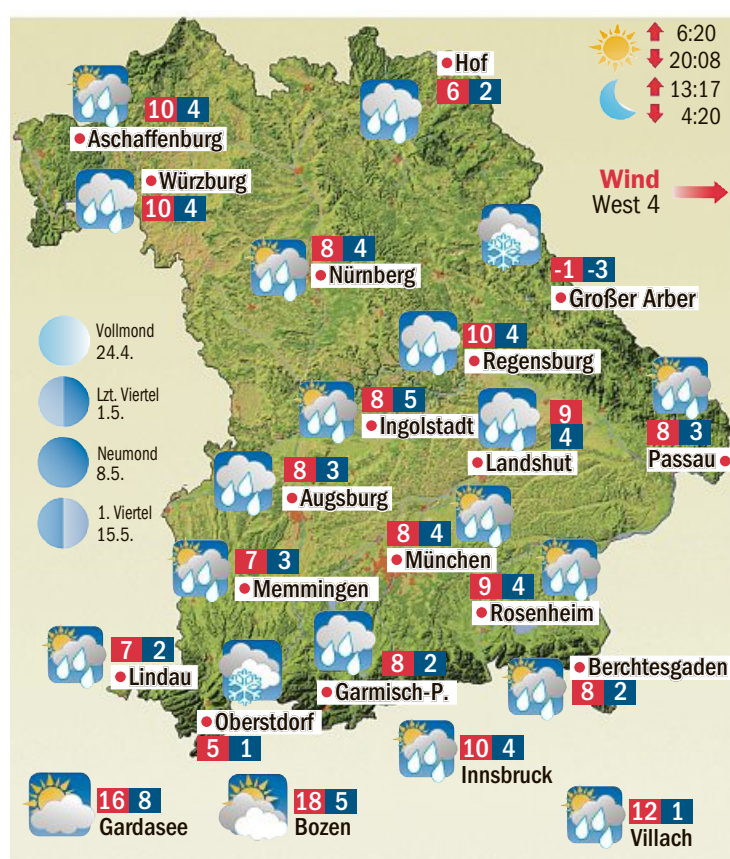 6:20
20:08
13:17
4:20
Hof
6 2
10 4
Aschaffenburg
Würzburg
10 4
Wind
West 4
8 4
Nürnberg
-1 -3
Großer Arber
Vollmond
24.4.
Lzt. Viertel
1.5.
Neumond
8.5.
1. Viertel
15.5.
10 4
Regensburg
8 5
Ingolstadt
9
4
Landshut
8 3
Passau
8 3
Augsburg
8 4
München
7 3
Memmingen
9 4
Rosenheim
7 2
Lindau
8 2
Garmisch-P.
Berchtesgaden
8 2
Oberstdorf
5 1
10 4
Innsbruck
16 8
Gardasee
18 5
Bozen
12 1
Villach